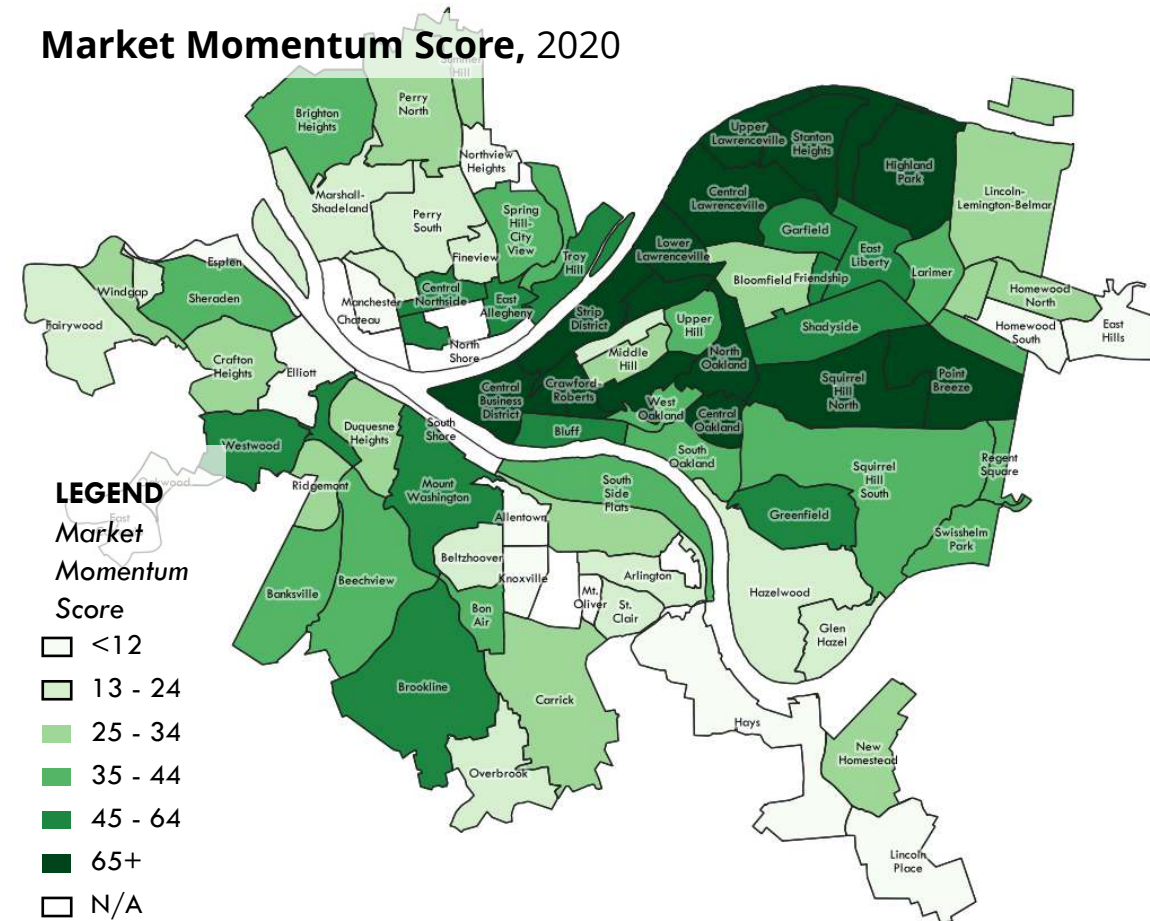 Market Momentum Score, 2020
Summer
Hill
Perry
North
Brighton
Heights
Northview
Heights
Marshall-
Shadeland
Perry
South
Spring
Hill-
City
View
Fineview
Troy
Hill
Esplen
Windgap
Sheraden
Fairywood
Manchester
Chateau
Central
Northside
East
Allegheny
North
Shore
Crafton
Heights
Elliott
Upper
Lawrenceville
Stanton
Heights
Highland
Park
Central
Lawrenceville
Lincoln-
Lemington-Belmar
Garfield
Lower
Lawrenceville
East
Liberty
Larimer
Bloomfield
Friendship
Homewood
North
Strip
District
Upper
Hill
Shadyside
Homewood
South
East
Hills
Middle
Hill
North
Oakland
Central
Business
District
Crawford-
Roberts
Squirrel
Hill
North
Point
Breeze
West
Oakland
Central
Oakland
Bluff
South
Shore
Duquesne
Heights
Westwood
South
Oakland
Squirrel
Hill
South
Regent
Square
Oakwood
Ridgemont
Mount
Washington
South
Side
Flats
Greenfield
East
Allentown
Swisshelm
Park
Beltzhoover
Knoxville
Arlington
Mt.
Oliver
St.
Clair
Hazelwood
Banksville
Beechview
Bon
Air
Glen
Hazel
Brookline
Carrick
Hays
New
Homestead
Overbrook
Lincoln
Place
LEGEND
Market
Momentum
Score
<12
13 - 24
25 - 34
35 - 44
45 - 64
65+
N/A